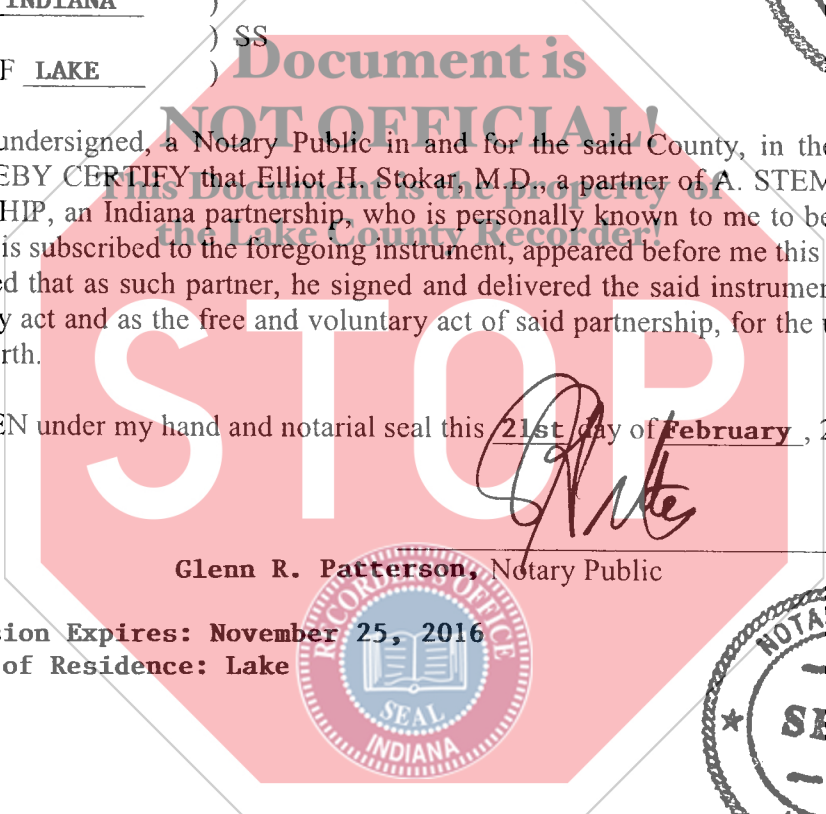 INDIANA )
) SS
F LAKE )
Document is
NOT OFFICIAL!
This Document is the property of
the Lake County Recorder!
undersigned, a Notary Public in and for the said County, in the
EBY CERTIFY that Elliot H. Stokar, M.D., a partner of A. STEM
HIP, an Indiana partnership, who is personally known to me to be
is subscribed to the foregoing instrument, appeared before me this
ed that as such partner, he signed and delivered the said instrumen
y act and as the free and voluntary act of said partnership, for the u
rth.
STOP
EN under my hand and notarial seal this 21st day of February , 2
Glenn R. Patterson, Notary Public
sion Expires: November 25, 2016
of Residence: Lake
RECORDER'S OFFICE
SEAL
INDIANA
NOTA
SE